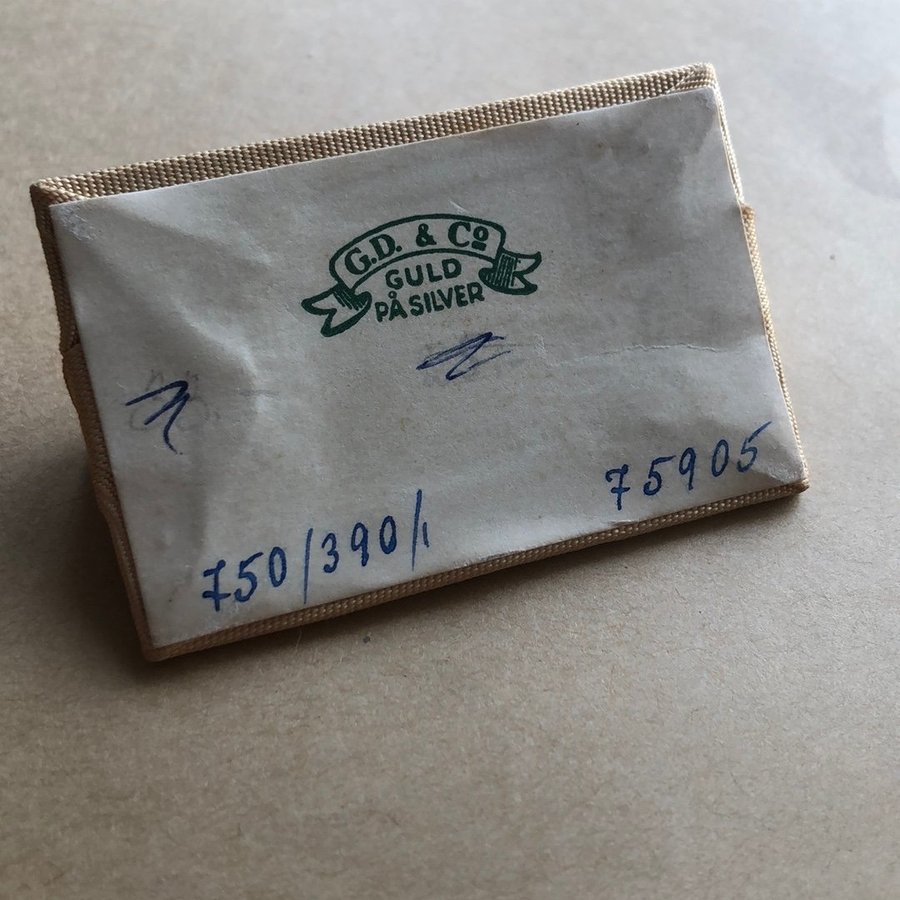 G.D. & Cº
GULD
PÅ SILVER
750/390/1
75905